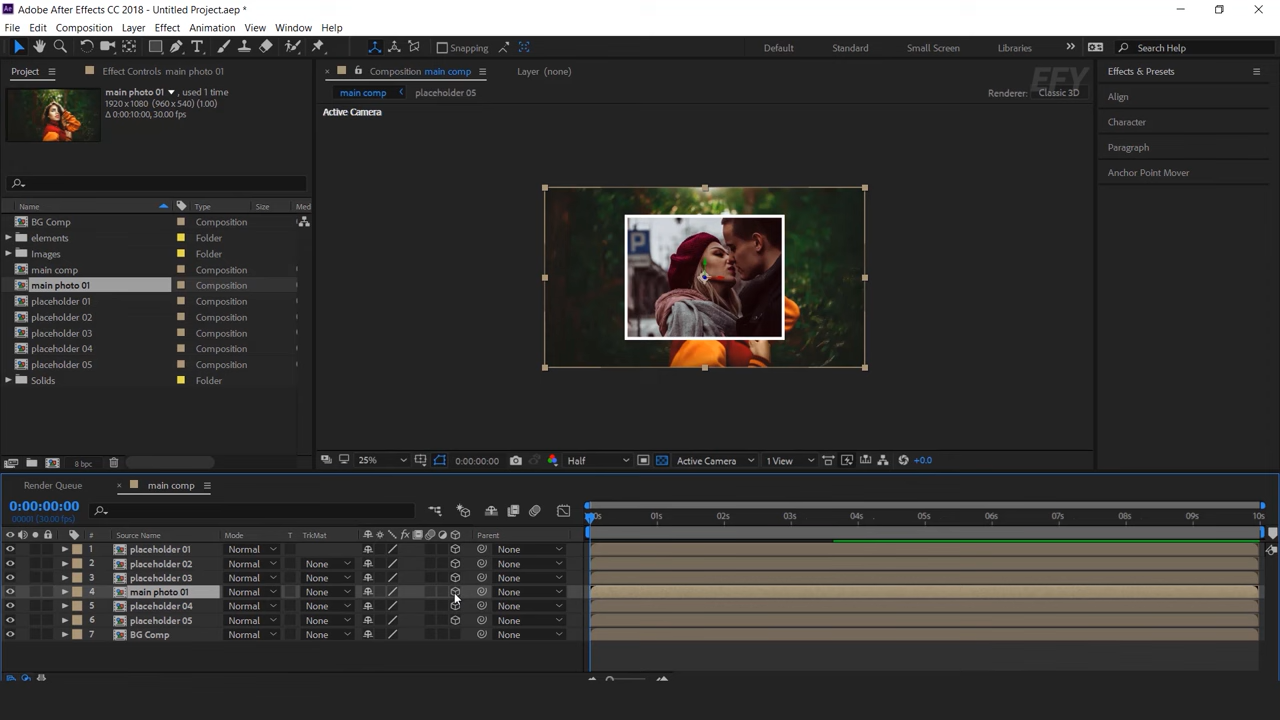 Adobe After Effects CC 2018 - Untitled Project.aep *
File Edit Composition Layer Effect Animation View Window Help
Snapping Default Standard Small Screen Libraries Search Help
Project Effect Controls main photo 01
main photo 01 , used 1 time
1920 x 1080 (960 x 540) (1.00)
Δ 0:00:10:00, 30.00 fps
Name Type Size Med
BG Comp Composition
elements Folder
Images Folder
main comp Composition
main photo 01 Composition
placeholder 01 Composition
placeholder 02 Composition
placeholder 03 Composition
placeholder 04 Composition
placeholder 05 Composition
Solids Folder
8 bpc
Composition main comp Layer (none)
EFY
main comp placeholder 05 Renderer: Classic 3D
Active Camera
P
25% 0:00:00:00 Half Active Camera 1 View +0.0
Effects & Presets
Align
Character
Paragraph
Anchor Point Mover
Render Queue main comp
0:00:00:00
00001 (30.00 fps)
# Source Name Mode T TrkMat Parent
1 placeholder 01 Normal None
2 placeholder 02 Normal None None
3 placeholder 03 Normal None None
4 main photo 01 Normal None None
5 placeholder 04 Normal None None
6 placeholder 05 Normal None None
7 BG Comp Normal None None
01s 02s 03s 04s 05s 06s 07s 08s 09s 10s